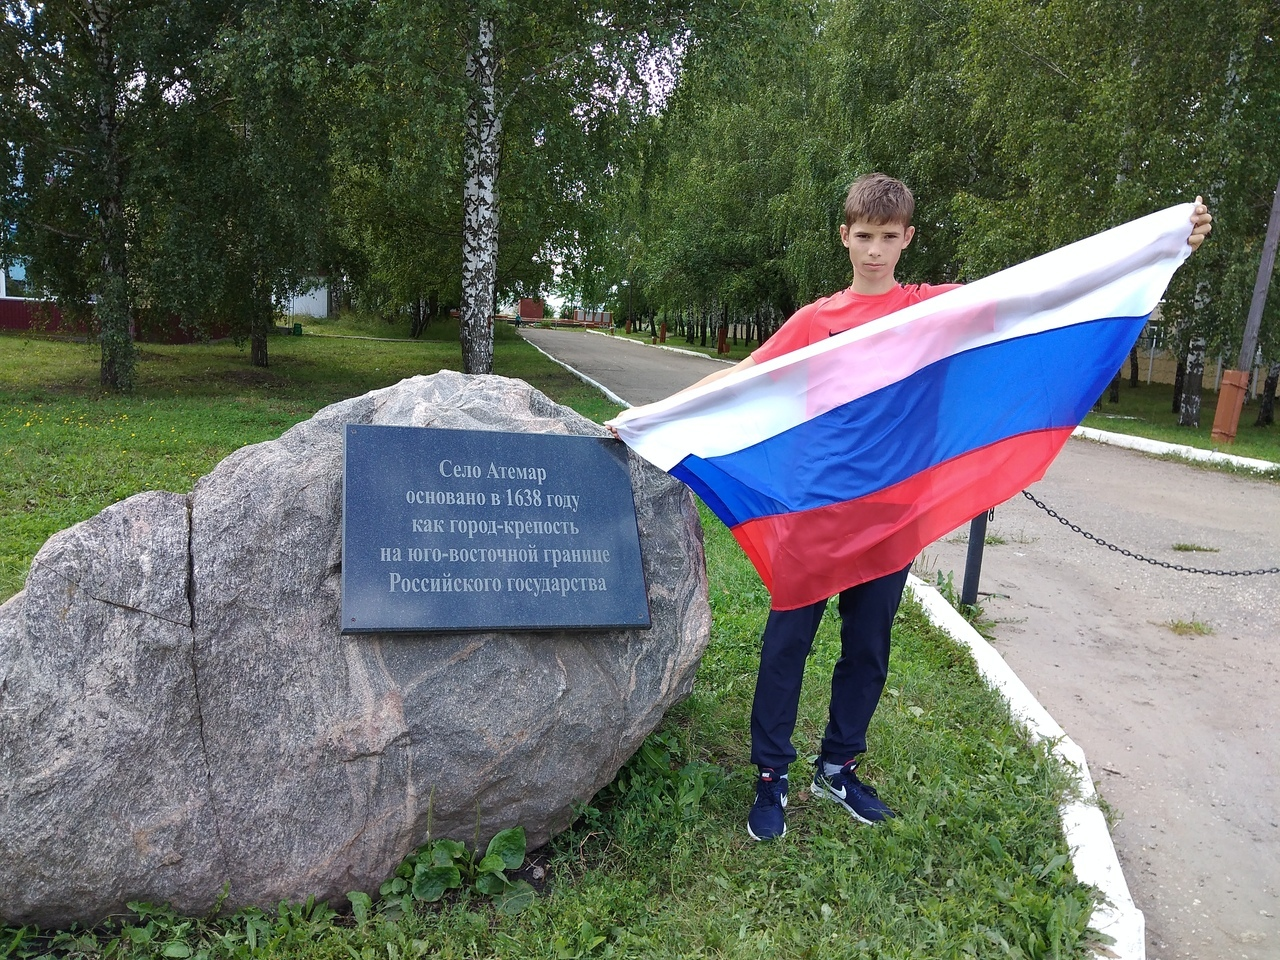 Село Атемар
основано в 1638 году
как город-крепость
на юго-восточной границе
Российского государства